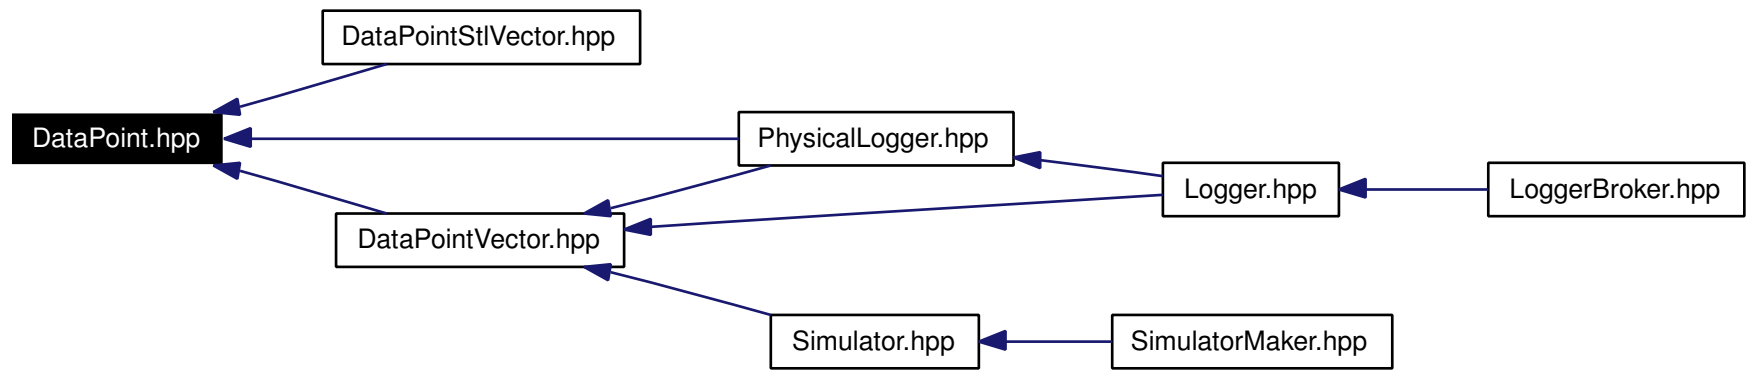 DataPointStlVector.hpp
DataPoint.hpp
PhysicalLogger.hpp
Logger.hpp
LoggerBroker.hpp
DataPointVector.hpp
Simulator.hpp
SimulatorMaker.hpp